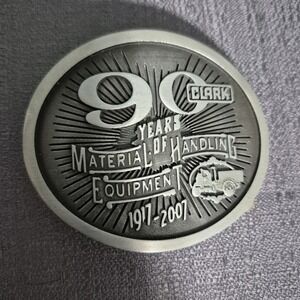 90
CLARK
YEARS
OF
MATERIAL HANDLING
EQUIPMENT
1917-2007